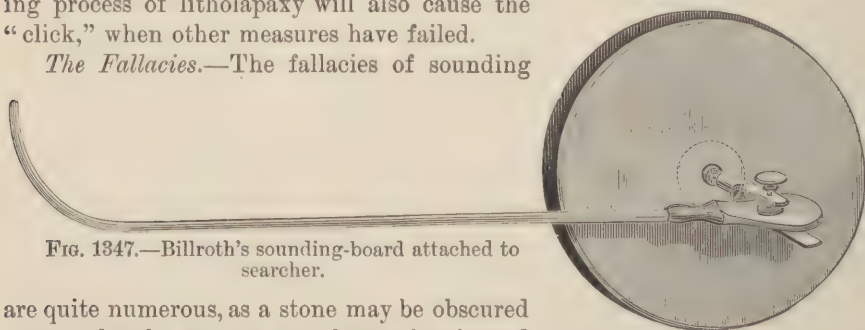 ing process of litholapaxy will also cause the
“ click,” when other measures have failed.
The Fallacies.—The fallacies of sounding
FIG. 1347.—Billroth's sounding-board attached to
searcher.
are quite numerous, as a stone may be obscured